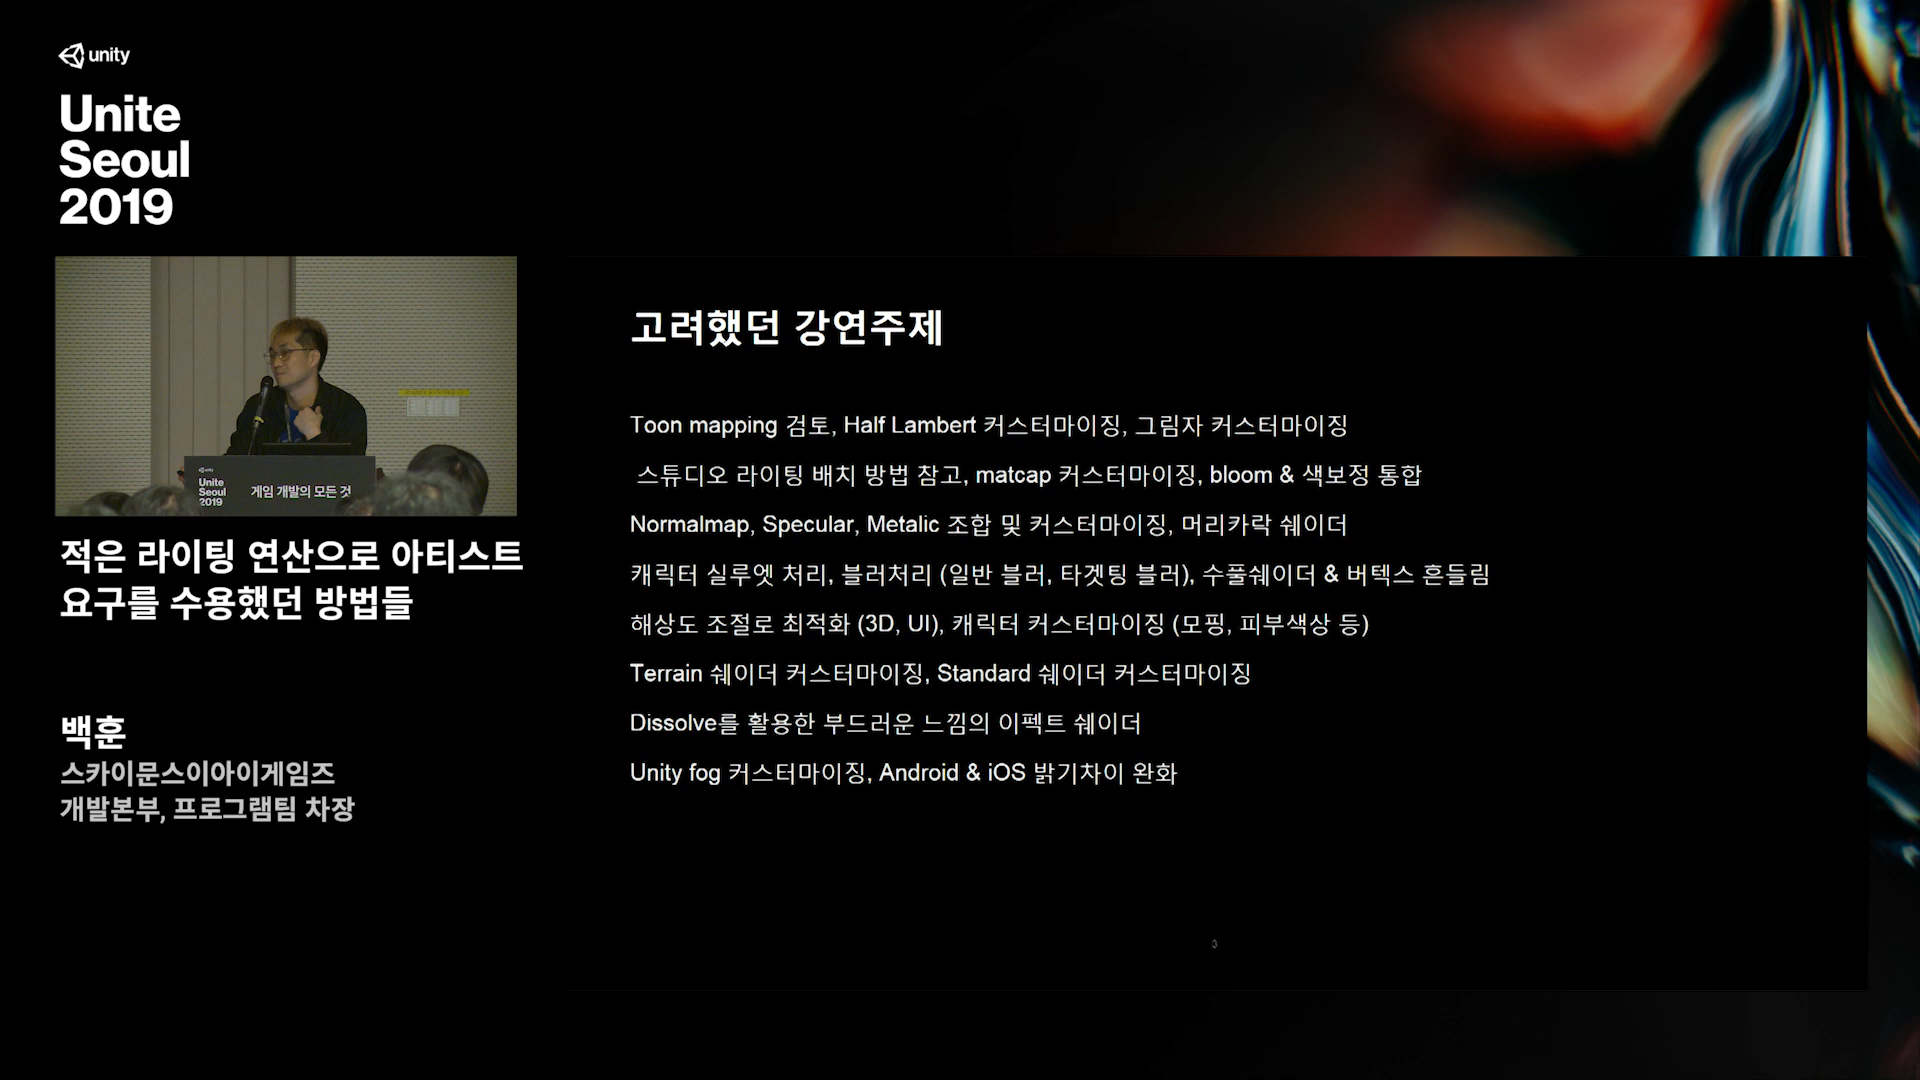 unity
Unite
Seoul
2019
unity
Unite
Seoul
2019
게임 개발의 모든 것
적은 라이팅 연산으로 아티스트
요구를 수용했던 방법들
백훈
스카이문스이아이게임즈
개발본부, 프로그램팀 차장
고려했던 강연주제
Toon mapping 검토, Half Lambert 커스터마이징, 그림자 커스터마이징
스튜디오 라이팅 배치 방법 참고, matcap 커스터마이징, bloom & 색보정 통합
Normalmap, Specular, Metalic 조합 및 커스터마이징, 머리카락 쉐이더
캐릭터 실루엣 처리, 블러처리 (일반 블러, 타겟팅 블러), 수풀쉐이더 & 버텍스 흔들림
해상도 조절로 최적화 (3D, UI), 캐릭터 커스터마이징 (모핑, 피부색상 등)
Terrain 쉐이더 커스터마이징, Standard 쉐이더 커스터마이징
Dissolve를 활용한 부드러운 느낌의 이펙트 쉐이더
Unity fog 커스터마이징, Android & iOS 밝기차이 완화
3